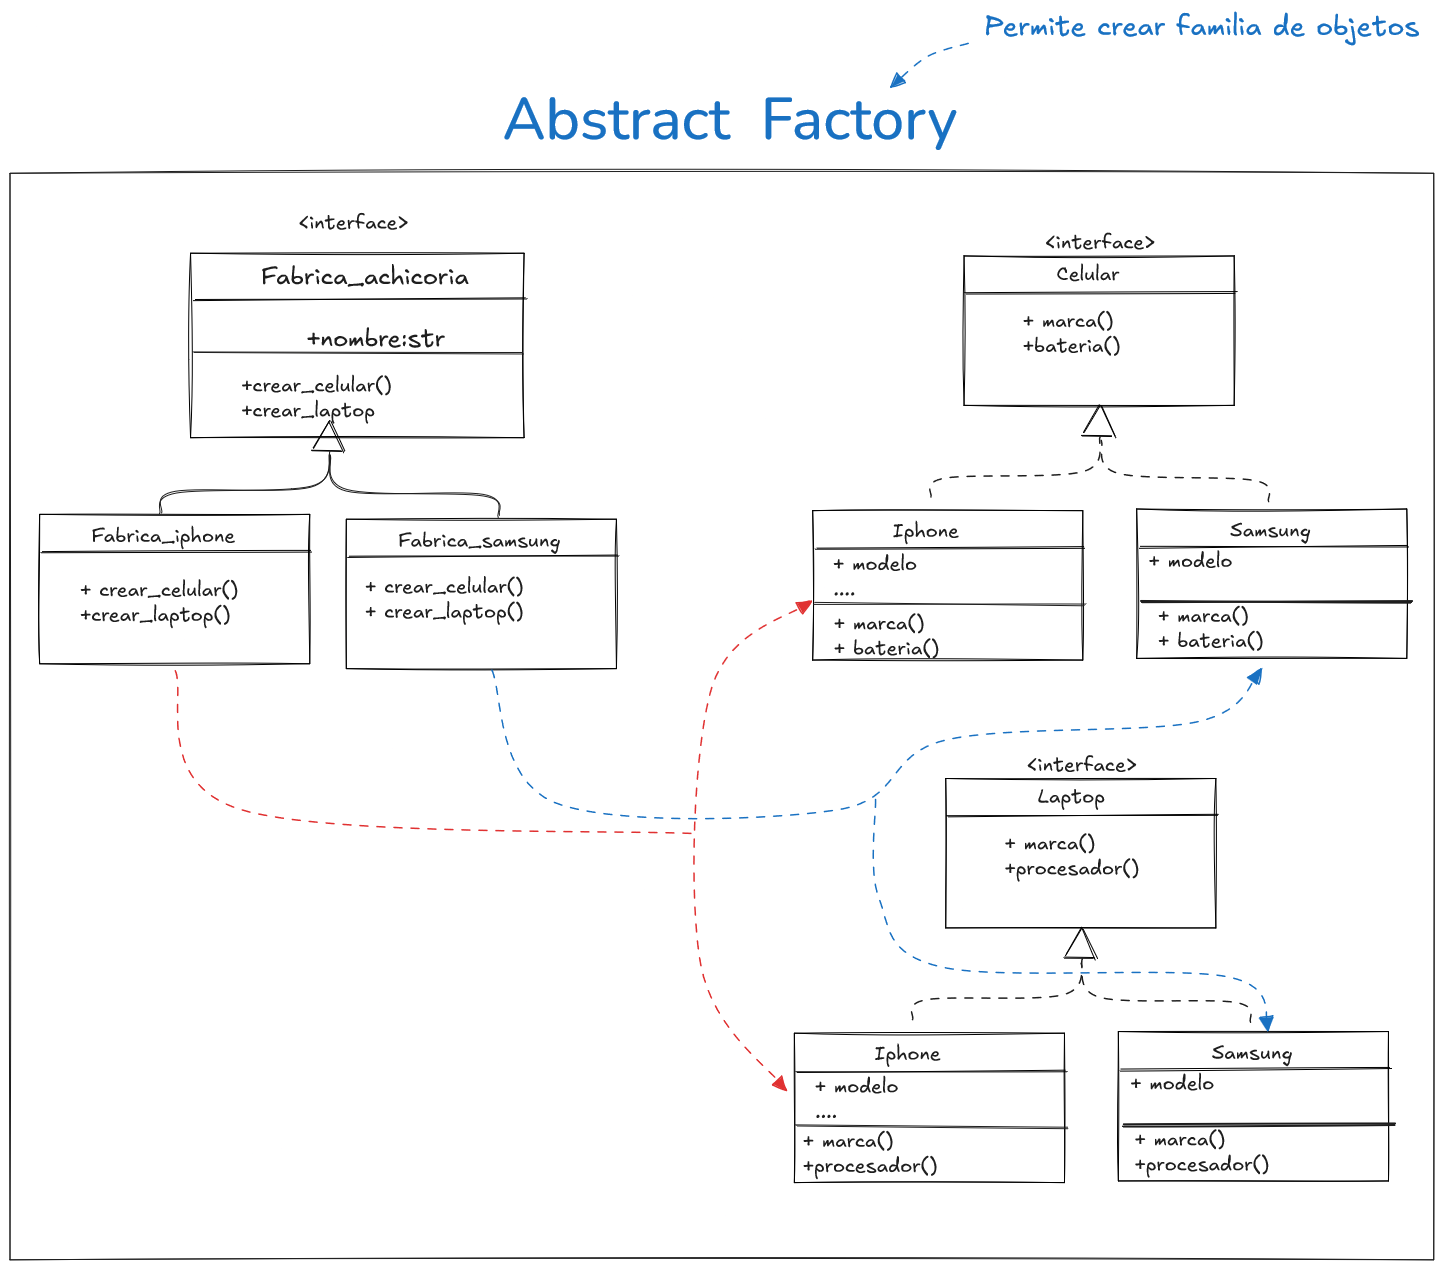 Permite crear familia de objetos
Abstract Factory
<interface>
Fabrica_achicoria
+nombre:str
+crear_celular()
+crear_laptop
Fabrica_iphone
+ crear_celular()
+crear_laptop()
Fabrica_samsung
+ crear_celular()
+ crear_laptop()
<interface>
Celular
+ marca()
+bateria()
Iphone
+ modelo
....
+ marca()
+ bateria()
Samsung
+ modelo
+ marca()
+ bateria()
<interface>
Laptop
+ marca()
+procesador()
Iphone
+ modelo
....
+ marca()
+procesador()
Samsung
+ modelo
+ marca()
+procesador()